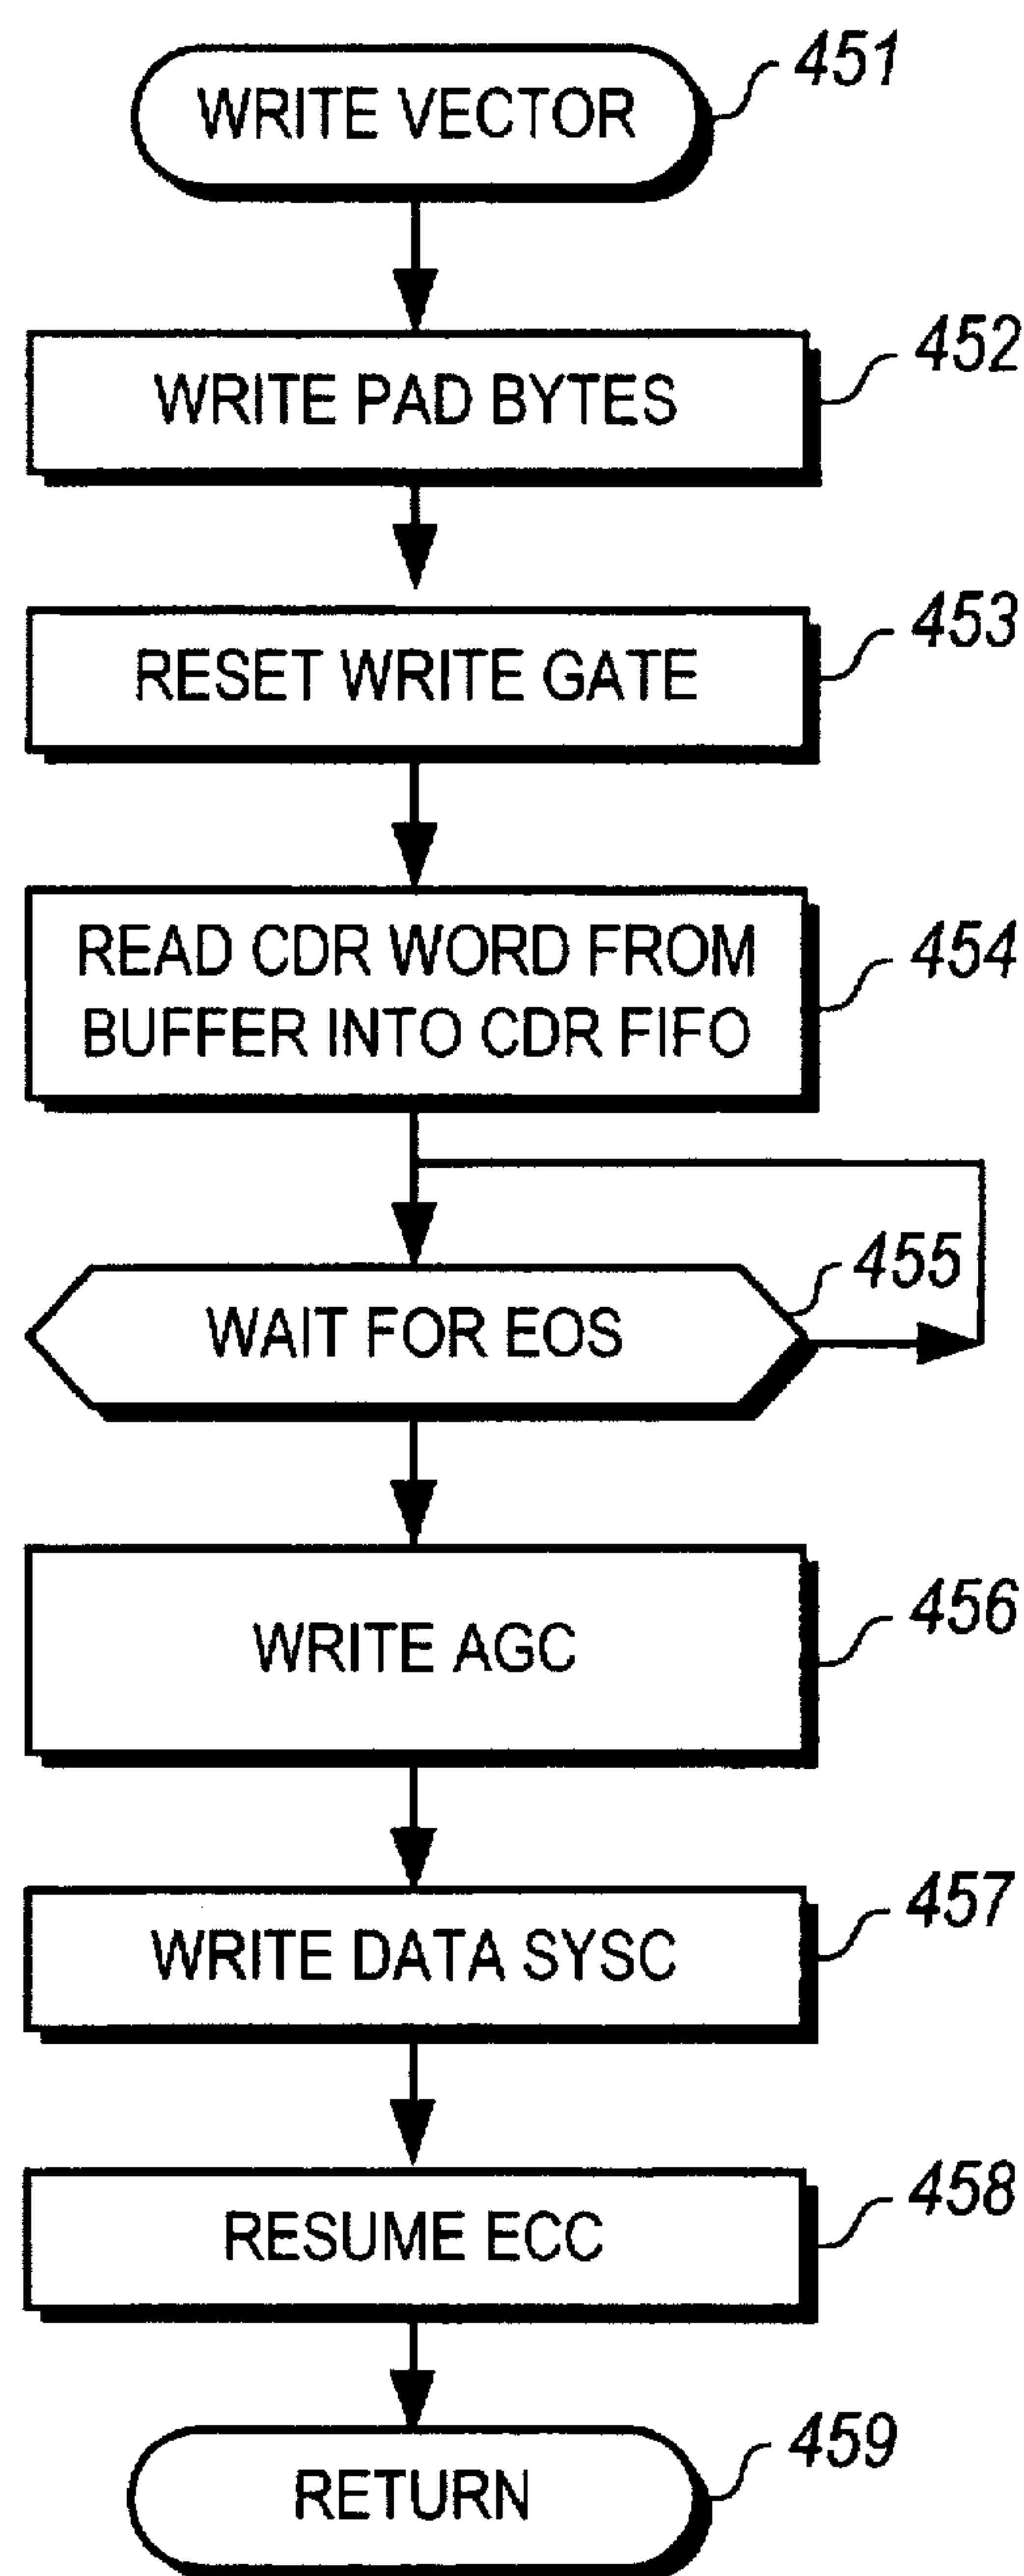 451
WRITE VECTOR
452
WRITE PAD BYTES
453
RESET WRITE GATE
454
READ CDR WORD FROM
BUFFER INTO CDR FIFO
455
WAIT FOR EOS
456
WRITE AGC
457
WRITE DATA SYSC
458
RESUME ECC
459
RETURN